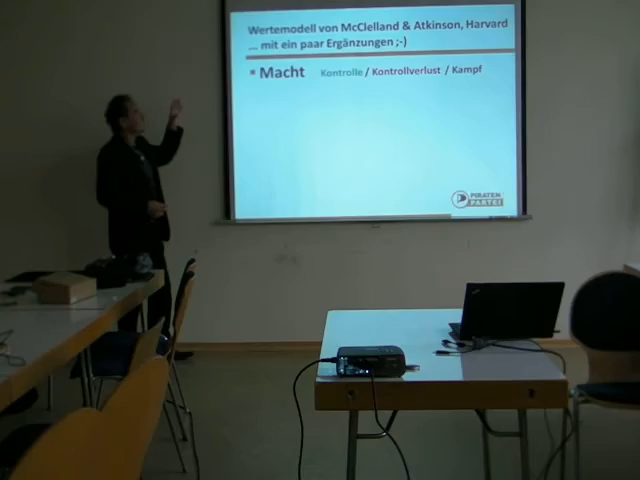 Wertemodell von McClelland & Atkinson, Harvard
... mit ein paar Ergänzungen ;-)
Macht Kontrolle / Kontrollverlust / Kampf
PIRATEN
PARTEI